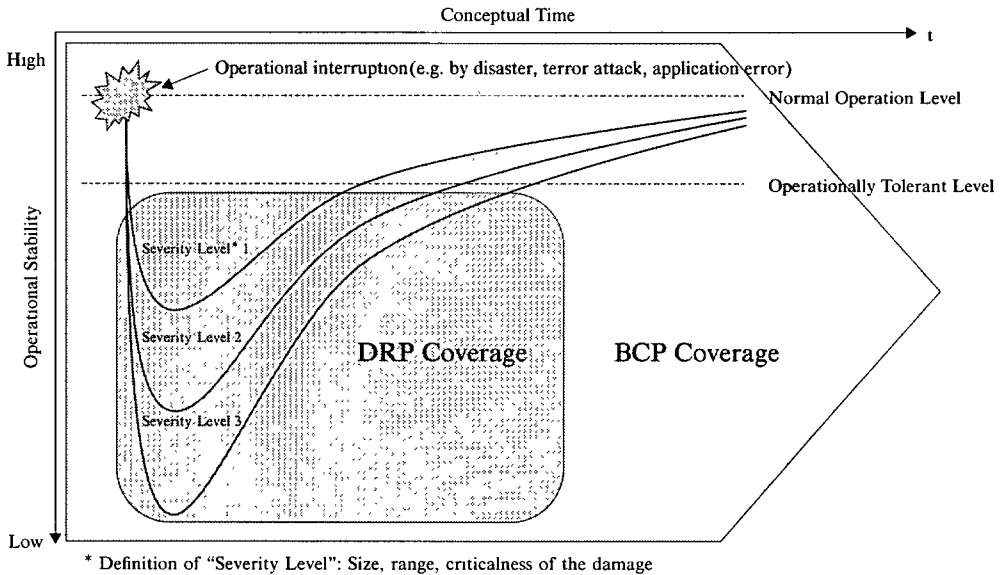 Conceptual Time
t
High
Operational interruption(e.g. by disaster, terror attack, application error)
Normal Operation Level
Operationally Tolerant Level
Operational Stability
Severity Level* 1
Severity Level 2
DRP Coverage
BCP Coverage
Severity Level 3
Low
* Definition of “Severity Level”: Size, range, criticalness of the damage